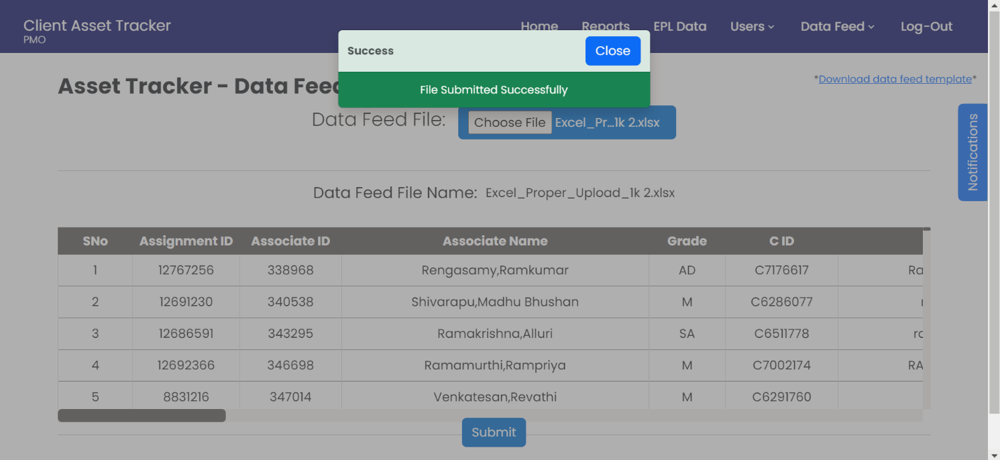 Client Asset Tracker
PMO
Home Reports EPL Data Users Data Feed Log-Out
Success Close
File Submitted Successfully
Asset Tracker - Data Feed
*Download data feed template*
Data Feed File: Choose File Excel_Pr...1k 2.xlsx
Notifications
Data Feed File Name: Excel_Proper_Upload_1k 2.xlsx
SNo Assignment ID Associate ID Associate Name Grade C ID
1 12767256 338968 Rengasamy,Ramkumar AD C7176617 Ra
2 12691230 340538 Shivarapu,Madhu Bhushan M C6286077
3 12686591 343295 Ramakrishna,Alluri SA C6511778 ra
4 12692366 346698 Ramamurthi,Rampriya M C7002174 RA
5 8831216 347014 Venkatesan,Revathi M C6291760
Submit